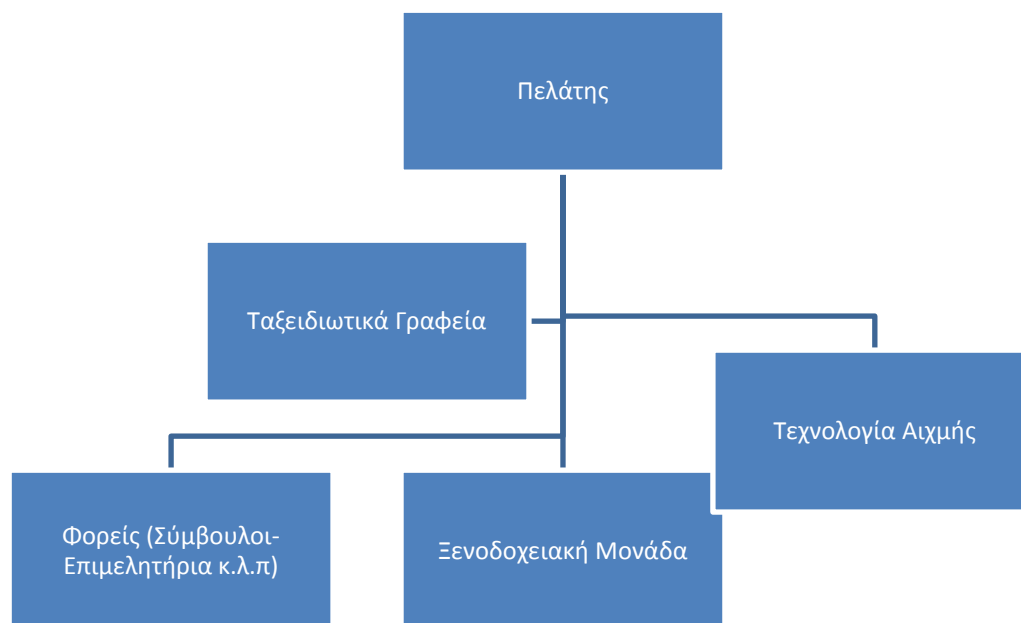 Πελάτης
Ταξειδιωτικά Γραφεία
Τεχνολογία Αιχμής
Φορείς (Σύμβουλοι-
Επιμελητήρια κ.λ.π)
Ξενοδοχειακή Μονάδα